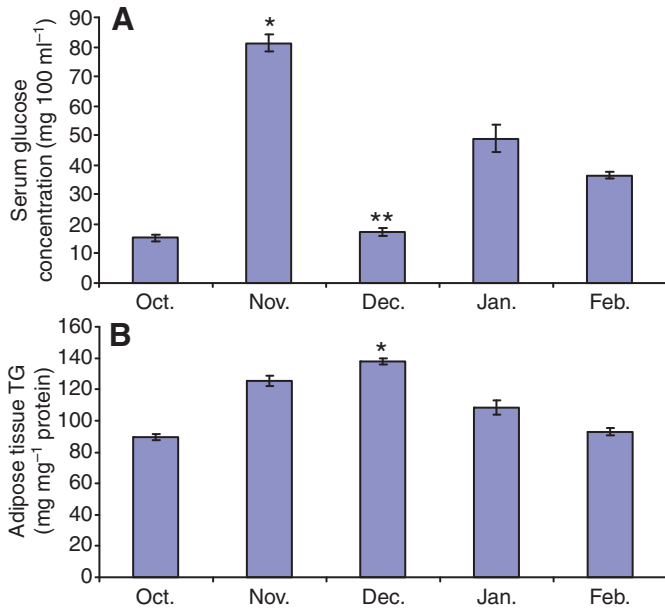 A
Serum glucose
concentration (mg 100 ml⁻¹)
90
80
70
60
50
40
30
20
10
0
*
**
Oct. Nov. Dec. Jan. Feb.
B
Adipose tissue TG
(mg mg⁻¹ protein)
160
140
120
100
80
60
40
20
0
*
Oct. Nov. Dec. Jan. Feb.